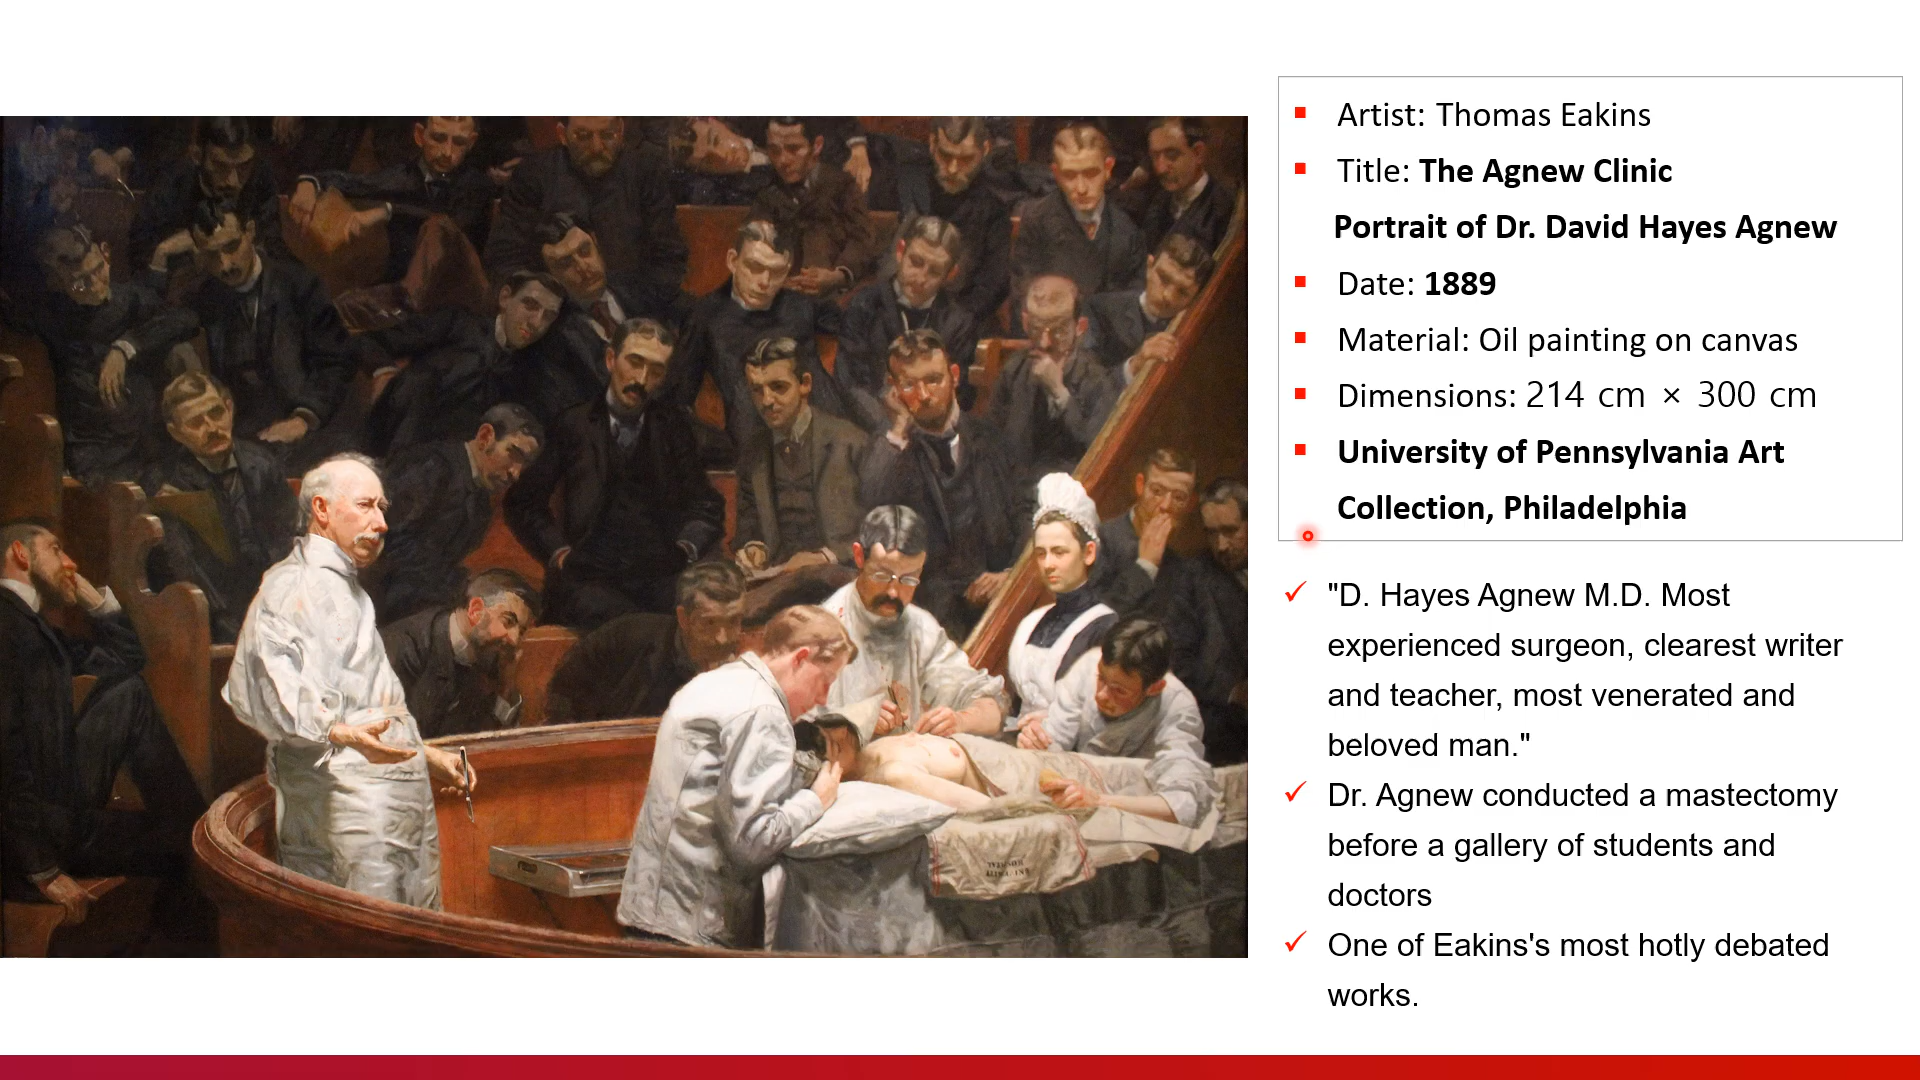 Artist: Thomas Eakins
Title: The Agnew Clinic
Portrait of Dr. David Hayes Agnew
Date: 1889
Material: Oil painting on canvas
Dimensions: 214 cm × 300 cm
University of Pennsylvania Art
Collection, Philadelphia
"D. Hayes Agnew M.D. Most
experienced surgeon, clearest writer
and teacher, most venerated and
beloved man."
Dr. Agnew conducted a mastectomy
before a gallery of students and
doctors
One of Eakins's most hotly debated
works.